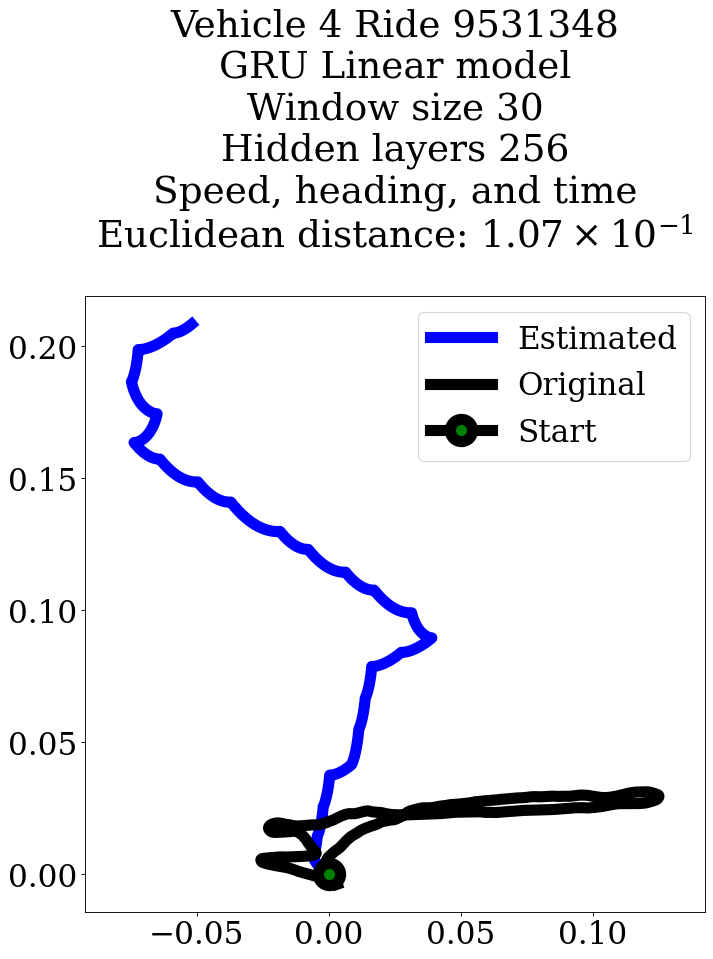 Vehicle 4 Ride 9531348
GRU Linear model
Window size 30
Hidden layers 256
Speed, heading, and time
Euclidean distance: 1.07 × 10⁻¹
Estimated
Original
Start
0.20
0.15
0.10
0.05
0.00
−0.05 0.00 0.05 0.10